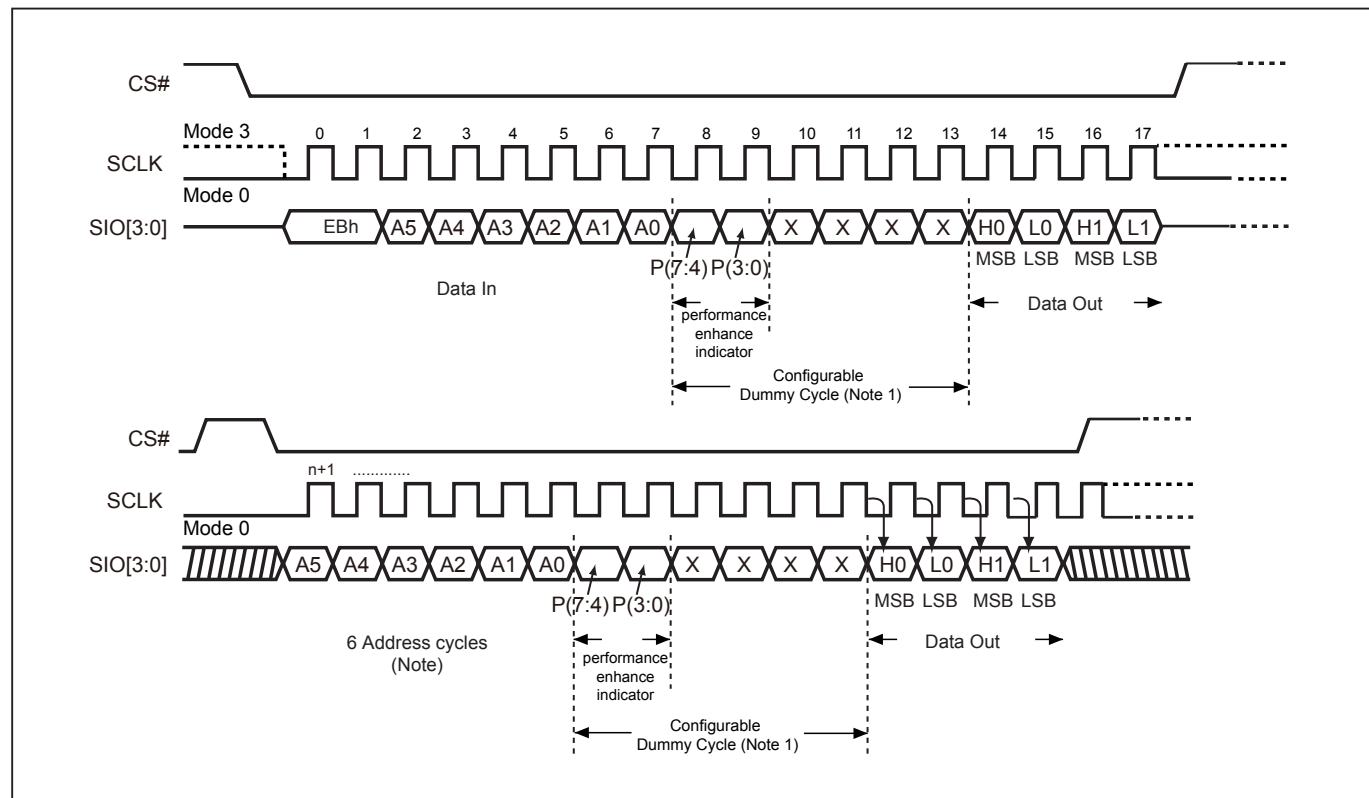 CS#
Mode 3
0 1 2 3 4 5 6 7 8 9 10 11 12 13 14 15 16 17
SCLK
Mode 0
SIO[3:0] EBh A5 A4 A3 A2 A1 A0 X X X X H0 L0 H1 L1
P(7:4) P(3:0) MSB LSB MSB LSB
Data In
Data Out
performance
enhance
indicator
Configurable
Dummy Cycle (Note 1)
CS#
n+1 .............
SCLK
Mode 0
SIO[3:0] A5 A4 A3 A2 A1 A0 X X X X H0 L0 H1 L1
P(7:4) P(3:0) MSB LSB MSB LSB
6 Address cycles
(Note)
Data Out
performance
enhance
indicator
Configurable
Dummy Cycle (Note 1)